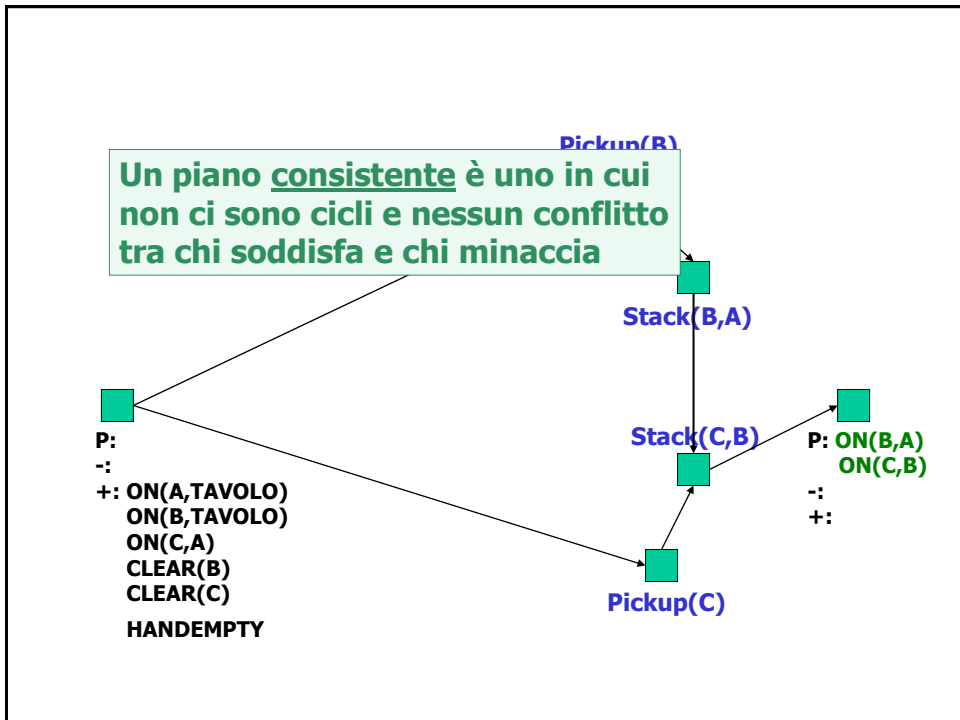 Pickup(B)
Un piano consistente è uno in cui
non ci sono cicli e nessun conflitto
tra chi soddisfa e chi minaccia
Stack(B,A)
Stack(C,B)
P:
-:
+: ON(A,TAVOLO)
ON(B,TAVOLO)
ON(C,A)
CLEAR(B)
CLEAR(C)
HANDEMPTY
P: ON(B,A)
ON(C,B)
-:
+:
Pickup(C)